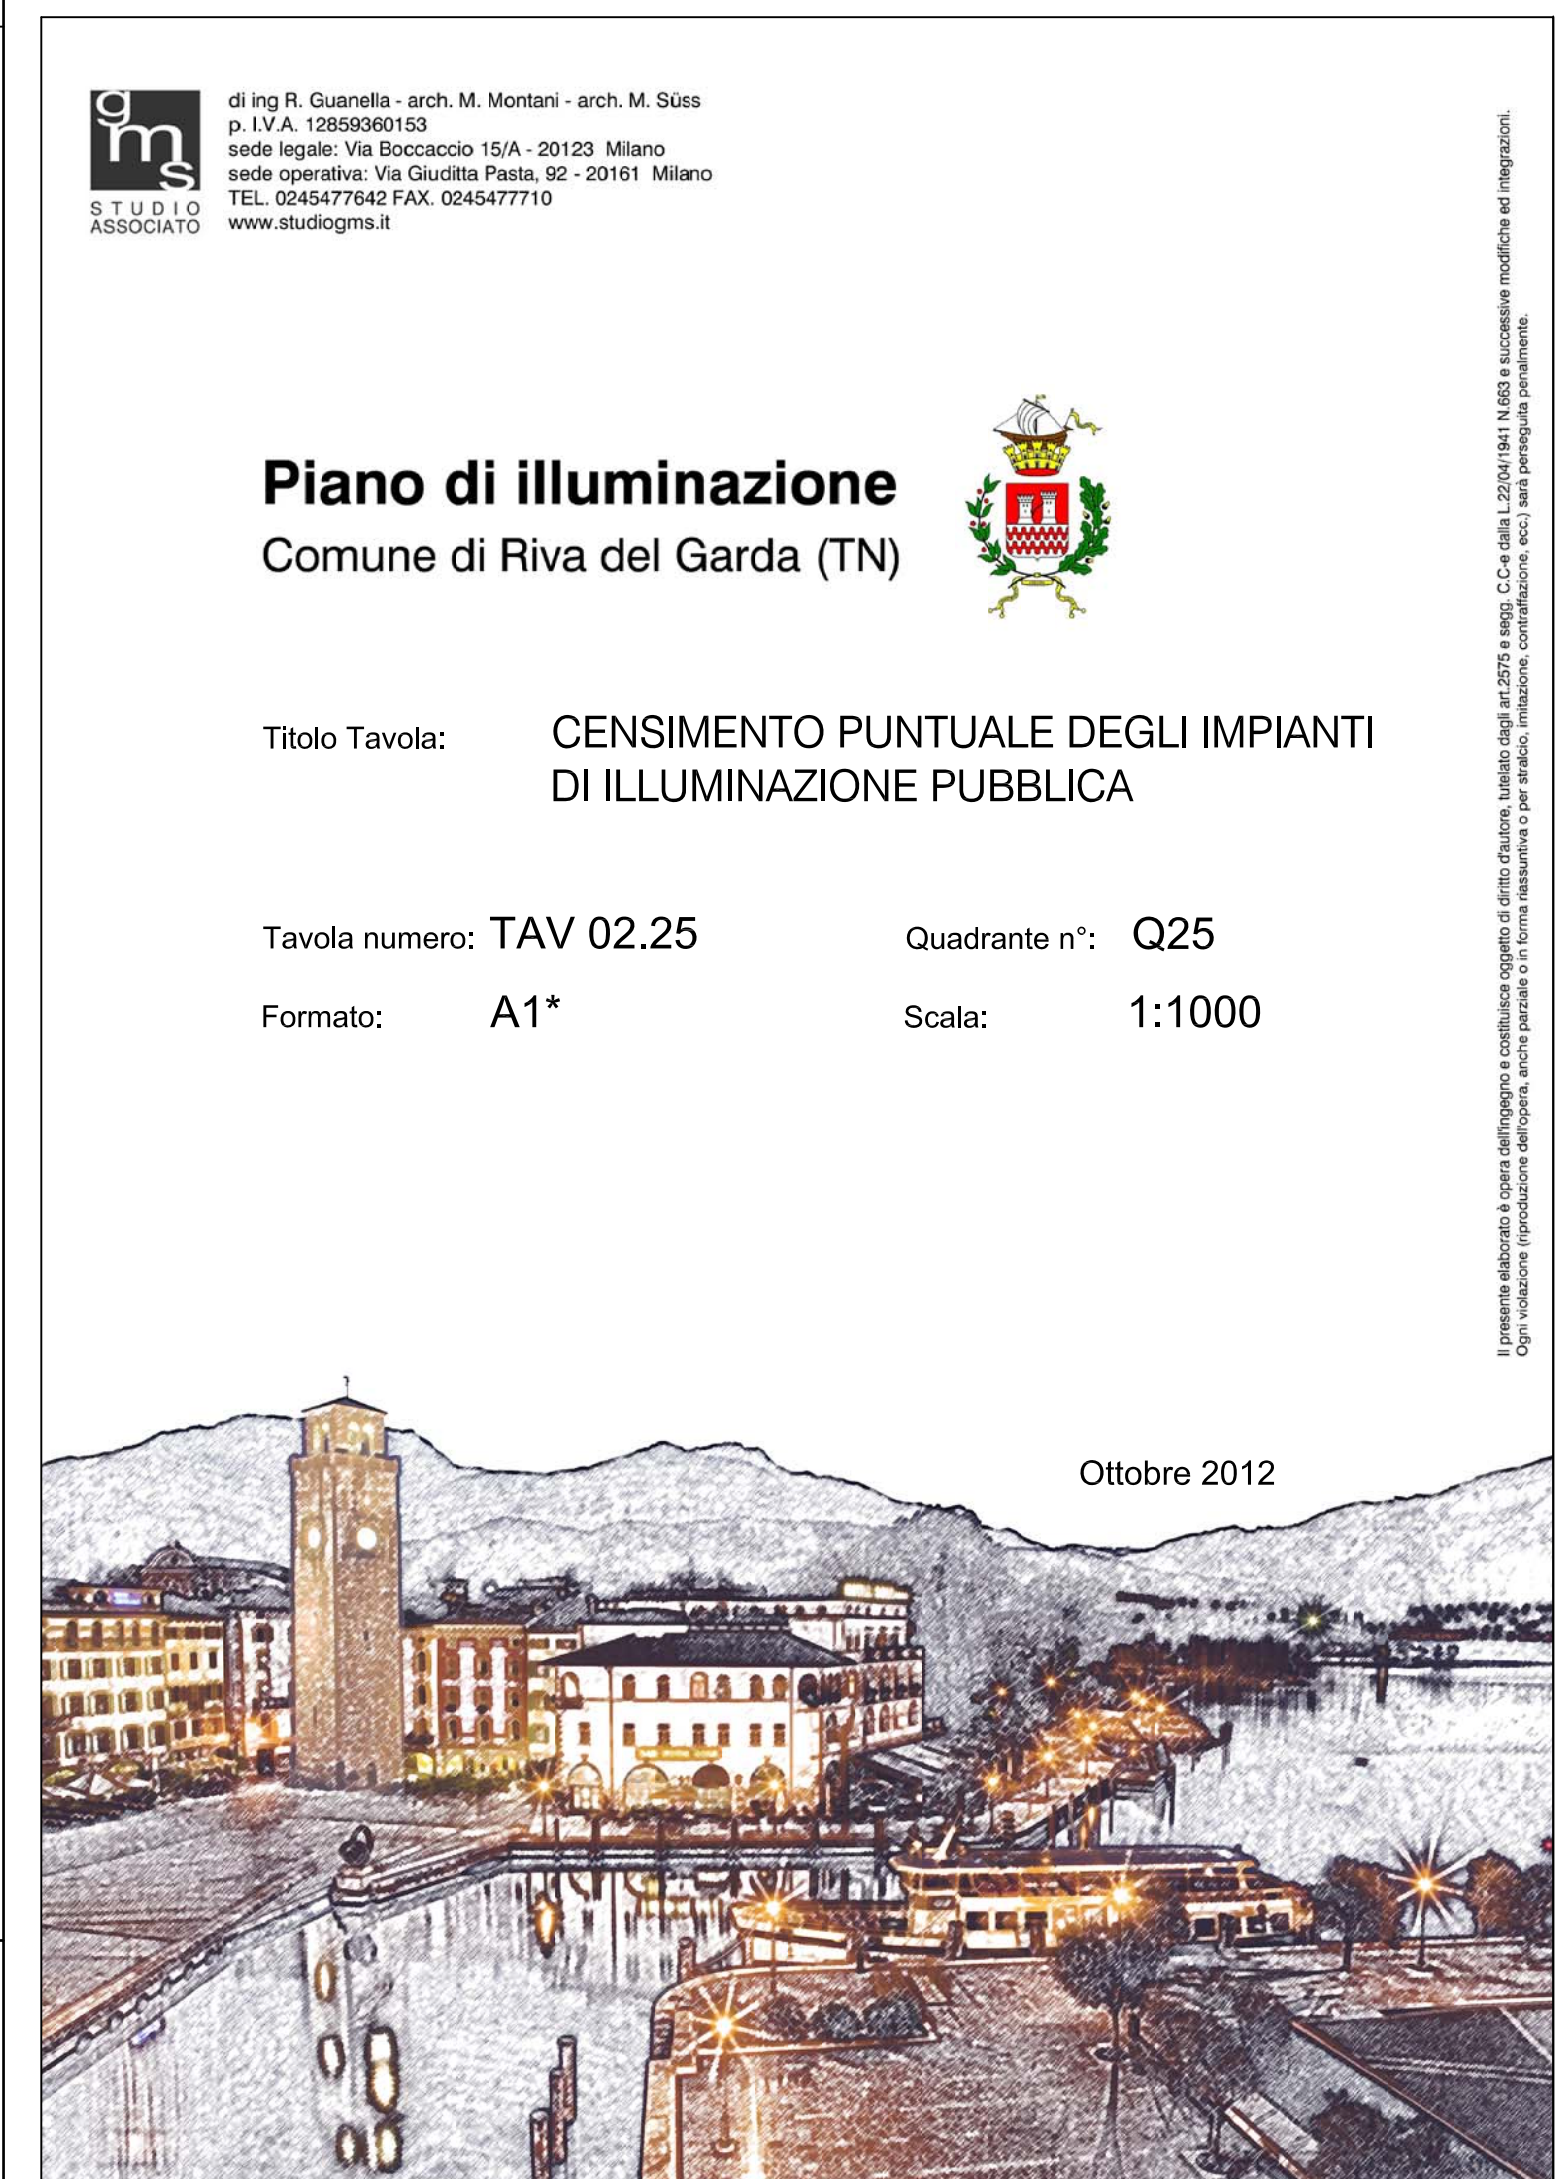 gms
STUDIO
ASSOCIATO
di ing R. Guanella - arch. M. Montani - arch. M. Süss
p. I.V.A. 12859360153
sede legale: Via Boccaccio 15/A - 20123 Milano
sede operativa: Via Giuditta Pasta, 92 - 20161 Milano
TEL. 0245477642 FAX. 0245477710
www.studiogms.it
Piano di illuminazione
Comune di Riva del Garda (TN)
Titolo Tavola: CENSIMENTO PUNTUALE DEGLI IMPIANTI
DI ILLUMINAZIONE PUBBLICA
Tavola numero: TAV 02.25 Quadrante n°: Q25
Formato: A1* Scala: 1:1000
Ottobre 2012
Il presente elaborato è opera dell'ingegno e costituisce oggetto di diritto d'autore, tutelato dagli art.2575 e segg. C.C-e dalla L.22/04/1941 N.663 e successive modifiche ed integrazioni.
Ogni violazione (riproduzione dell'opera, anche parziale o in forma riassuntiva o per stralcio, imitazione, contraffazione, ecc.) sarà perseguita penalmente.